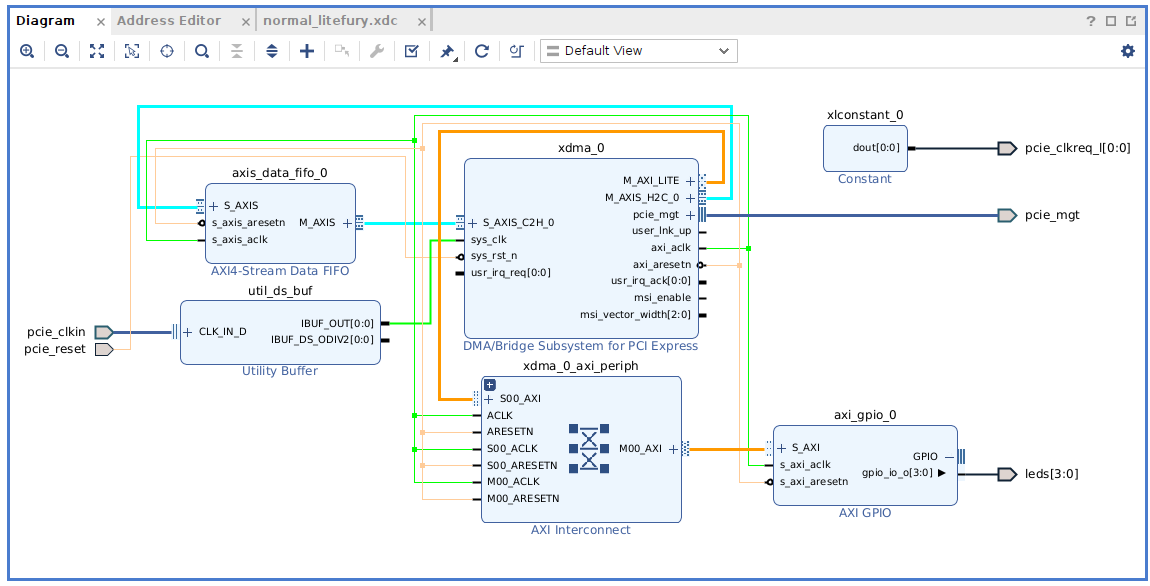 Diagram × Address Editor × normal_litefury.xdc ×
?
Default View
xlconstant_0
dout[0:0]
Constant
pcie_clkreq_l[0:0]
pcie_mgt
axis_data_fifo_0
S_AXIS
s_axis_aresetn
s_axis_aclk
M_AXIS
AXI4-Stream Data FIFO
xdma_0
S_AXIS_C2H_0
sys_clk
sys_rst_n
usr_irq_req[0:0]
M_AXI_LITE
M_AXIS_H2C_0
pcie_mgt
user_lnk_up
axi_aclk
axi_aresetn
usr_irq_ack[0:0]
msi_enable
msi_vector_width[2:0]
DMA/Bridge Subsystem for PCI Express
util_ds_buf
pcie_clkin
pcie_reset
CLK_IN_D
IBUF_OUT[0:0]
IBUF_DS_ODIV2[0:0]
Utility Buffer
xdma_0_axi_periph
S00_AXI
ACLK
ARESETN
S00_ACLK
S00_ARESETN
M00_ACLK
M00_ARESETN
M00_AXI
AXI Interconnect
axi_gpio_0
S_AXI
s_axi_aclk
s_axi_aresetn
GPIO
gpio_io_o[3:0]
AXI GPIO
leds[3:0]